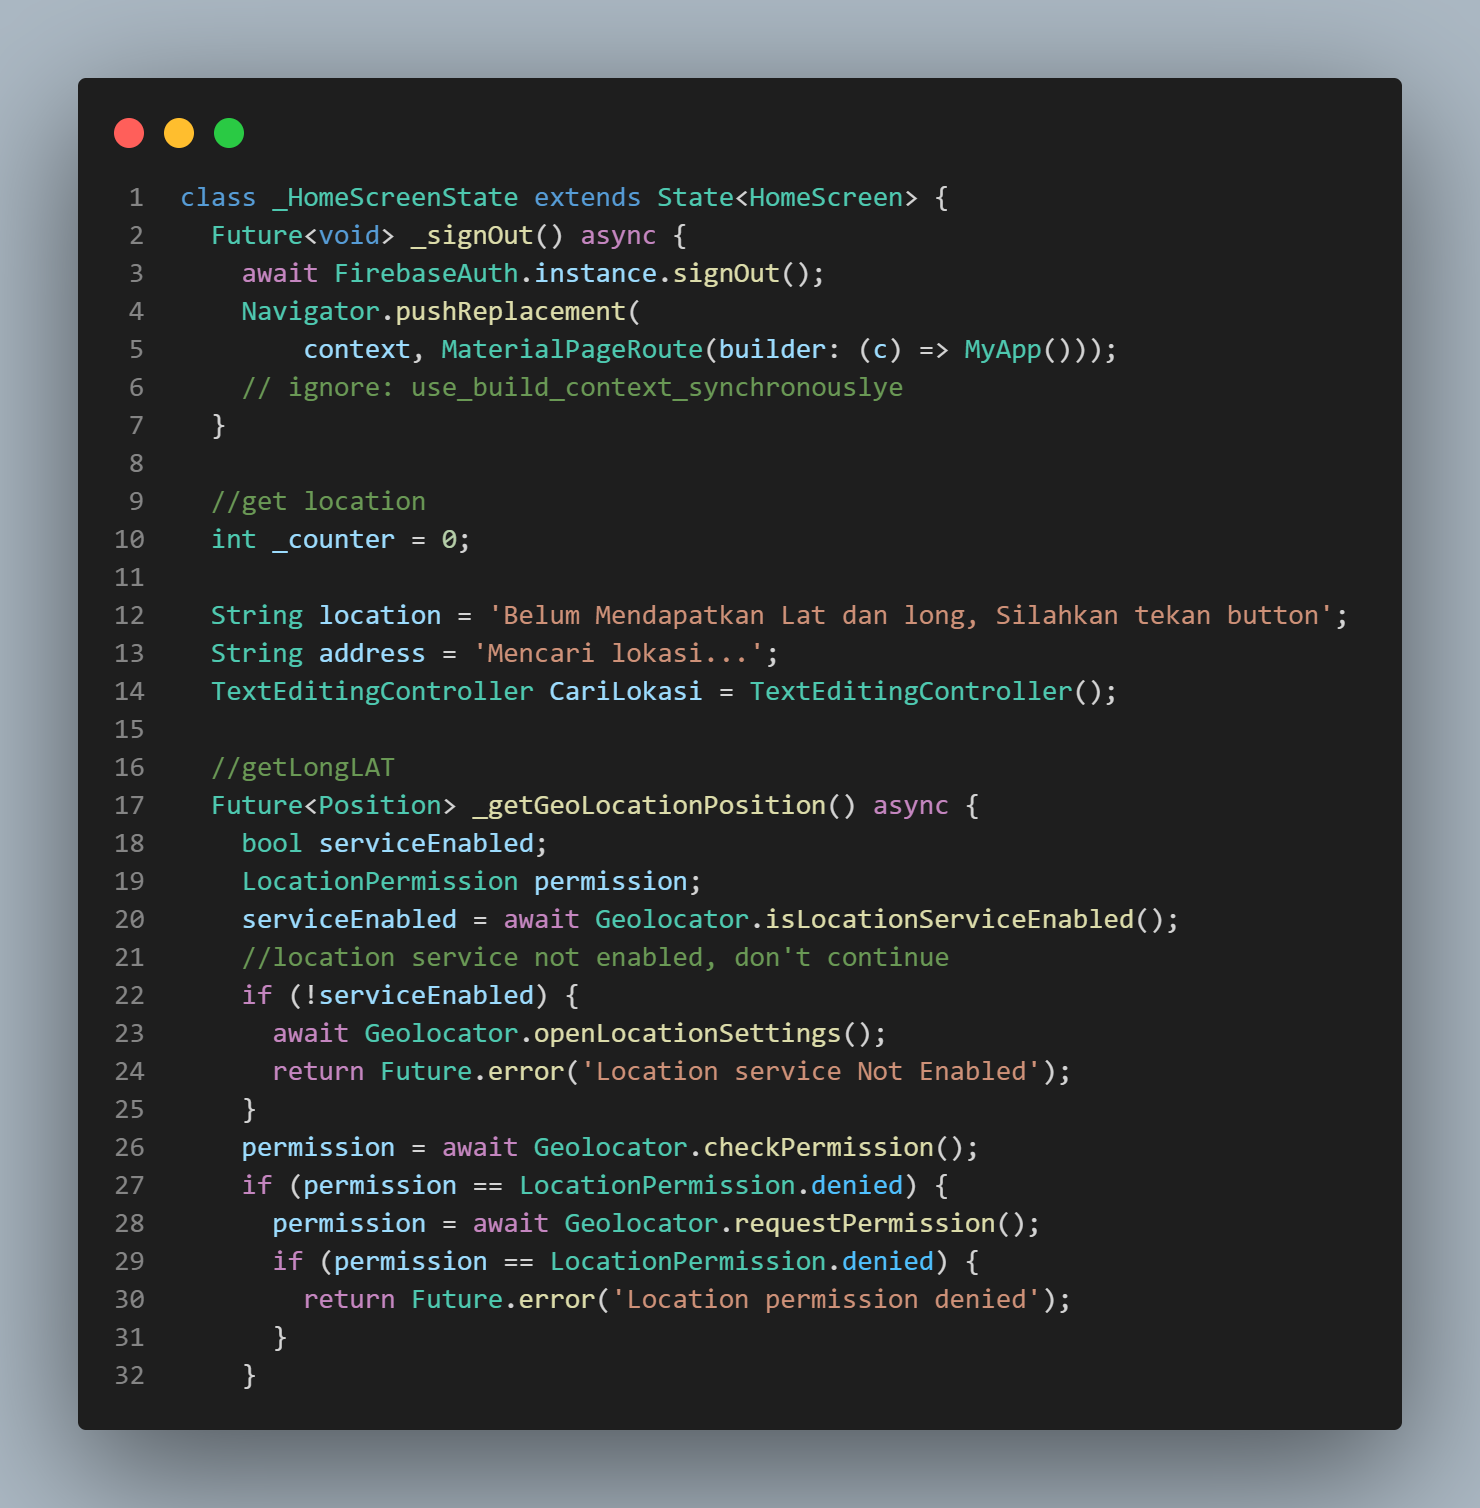 1 class _HomeScreenState extends State<HomeScreen> {
2   Future<void> _signOut() async {
3     await FirebaseAuth.instance.signOut();
4     Navigator.pushReplacement(
5         context, MaterialPageRoute(builder: (c) => MyApp()));
6     // ignore: use_build_context_synchronouslye
7   }
8
9   //get location
10   int _counter = 0;
11
12   String location = 'Belum Mendapatkan Lat dan long, Silahkan tekan button';
13   String address = 'Mencari lokasi...';
14   TextEditingController CariLokasi = TextEditingController();
15
16   //getLongLAT
17   Future<Position> _getGeoLocationPosition() async {
18     bool serviceEnabled;
19     LocationPermission permission;
20     serviceEnabled = await Geolocator.isLocationServiceEnabled();
21     //location service not enabled, don't continue
22     if (!serviceEnabled) {
23       await Geolocator.openLocationSettings();
24       return Future.error('Location service Not Enabled');
25     }
26     permission = await Geolocator.checkPermission();
27     if (permission == LocationPermission.denied) {
28       permission = await Geolocator.requestPermission();
29       if (permission == LocationPermission.denied) {
30         return Future.error('Location permission denied');
31       }
32     }